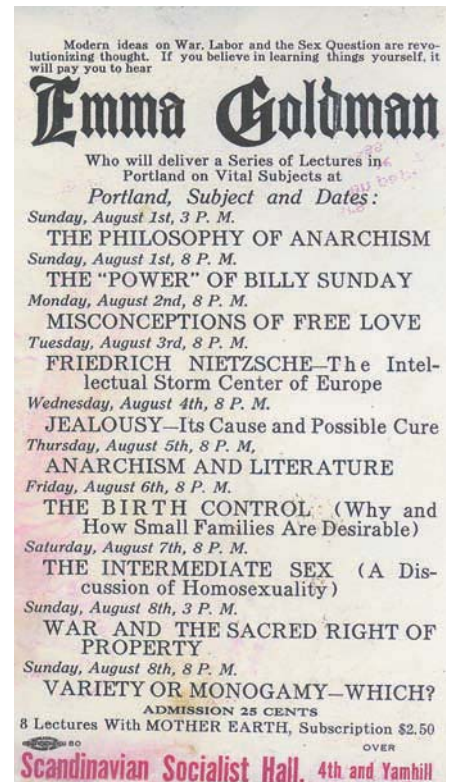 Modern ideas on War, Labor and the Sex Question are revo-
lutionizing thought. If you believe in learning things yourself, it
will pay you to hear
Emma Goldman
Who will deliver a Series of Lectures in
Portland on Vital Subjects at
Portland, Subject and Dates:
Sunday, August 1st, 3 P. M.
THE PHILOSOPHY OF ANARCHISM
Sunday, August 1st, 8 P. M.
THE "POWER" OF BILLY SUNDAY
Monday, August 2nd, 8 P. M.
MISCONCEPTIONS OF FREE LOVE
Tuesday, August 3rd, 8 P. M.
FRIEDRICH NIETZSCHE—The Intel-
lectual Storm Center of Europe
Wednesday, August 4th, 8 P. M.
JEALOUSY—Its Cause and Possible Cure
Thursday, August 5th, 8 P. M,
ANARCHISM AND LITERATURE
Friday, August 6th, 8 P. M.
THE BIRTH CONTROL (Why and
How Small Families Are Desirable)
Saturday, August 7th, 8 P. M.
THE INTERMEDIATE SEX (A Dis-
cussion of Homosexuality)
Sunday, August 8th, 3 P. M.
WAR AND THE SACRED RIGHT OF
PROPERTY
Sunday, August 8th, 8 P. M.
VARIETY OR MONOGAMY—WHICH?
ADMISSION 25 CENTS
8 Lectures With MOTHER EARTH, Subscription $2.50
80
OVER
Scandinavian Socialist Hall, 4th and Yamhill